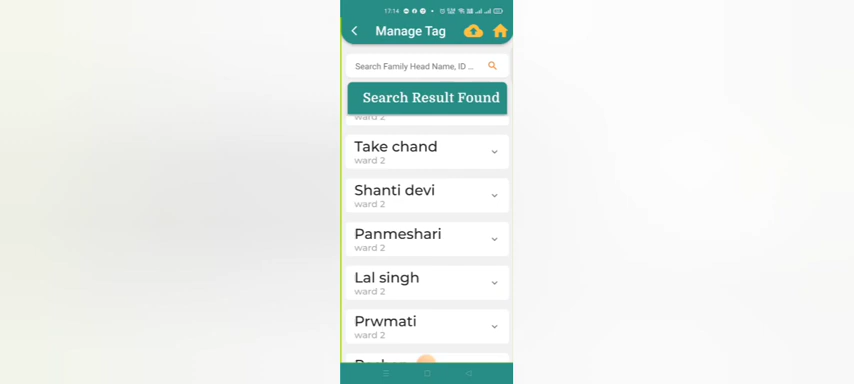 17:14
Manage Tag
Search Family Head Name, ID ...
Search Result Found
ward 2
Take chand
ward 2
Shanti devi
ward 2
Panmeshari
ward 2
Lal singh
ward 2
Prwmati
ward 2